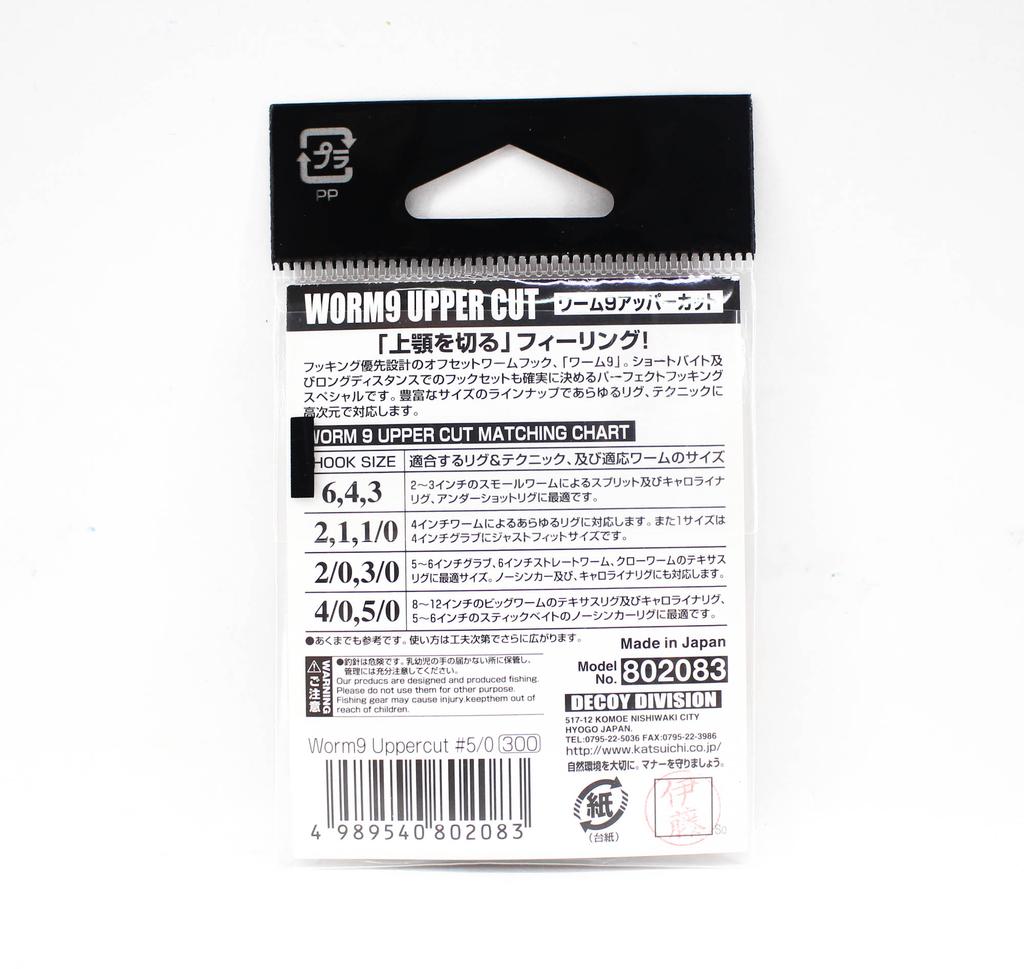 プラ
PP
WORM9 UPPER CUT ワーム9アッパーカット
「上顎を切る」フィーリング!
フッキング優先設計のオフセットワームフック、「ワーム9」。ショートバイト及
びロングディスタンスでのフックセットも確実に決めるパーフェクトフッキング
スペシャルです。豊富なサイズのラインナップであらゆるリグ、テクニックに
高次元で対応します。
WORM 9 UPPER CUT MATCHING CHART
HOOK SIZE 適合するリグ&テクニック、及び適応ワームのサイズ
6,4,3 2〜3インチのスモールワームによるスプリット及びキャロライナ
リグ、アンダーショットリグに最適です。
2,1,1/0 4インチワームによるあらゆるリグに対応します。また1サイズは
4インチグラブにジャストフィットサイズです。
2/0,3/0 5〜6インチグラブ、6インチストレートワーム、クローワームのテキサス
リグに最適サイズ。ノーシンカー及び、キャロライナリグにも対応します。
4/0,5/0 8〜12インチのビッグワームのテキサスリグ及びキャロライナリグ、
5〜6インチのスティックベイトのノーシンカーリグに最適です。
●あくまでも参考です。使い方は工夫次第でさらに広がります。
Made in Japan
WARNING ご注意
●釣針は危険です。乳幼児の手の届かない所に保管し、
管理には充分注意してください。
Our producs are designed and produced fishing.
Please do not use them for other purpose.
Fishing gear may cause injury.keepthem out of
reach of children.
Model No. 802083
DECOY DIVISION
517-12 KOMOE NISHIWAKI CITY
HYOGO JAPAN.
TEL:0795-22-5036 FAX:0795-22-3986
http://www.katsuichi.co.jp/
自然環境を大切に。マナーを守りましょう。
Worm9 Uppercut #5/0 300
4 989540 802083
紙
(台紙)
伊藤
So